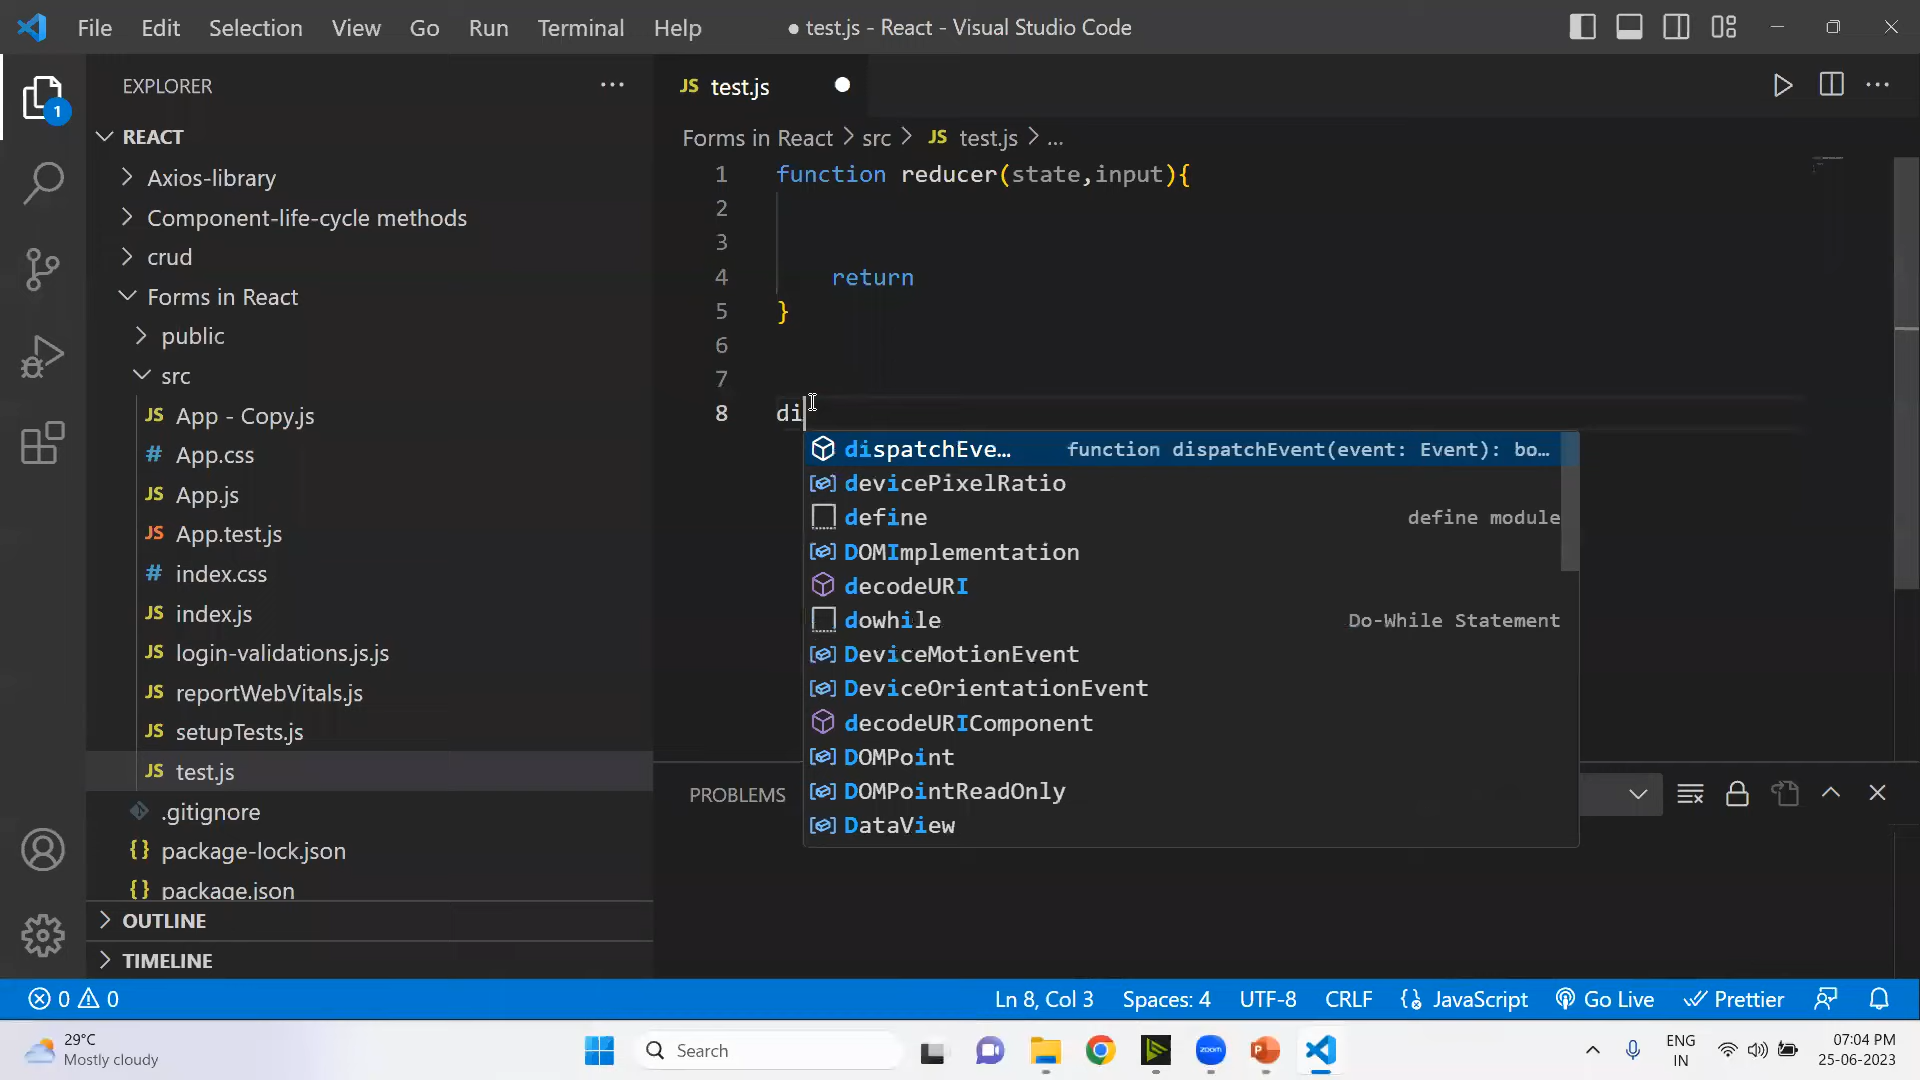 File Edit Selection View Go Run Terminal Help
● test.js - React - Visual Studio Code
1
EXPLORER ...
REACT
Axios-library
Component-life-cycle methods
crud
Forms in React
public
src
JS App - Copy.js
# App.css
JS App.js
JS App.test.js
# index.css
JS index.js
JS login-validations.js.js
JS reportWebVitals.js
JS setupTests.js
JS test.js
.gitignore
{} package-lock.json
{} package.json
OUTLINE
TIMELINE
JS test.js
Forms in React > src > JS test.js > ...
1 function reducer(state,input){
2
3
4 return
5 }
6
7
8 di
dispatchEve... function dispatchEvent(event: Event): bo...
devicePixelRatio
define define module
DOMImplementation
decodeURI
dowhile Do-While Statement
DeviceMotionEvent
DeviceOrientationEvent
decodeURIComponent
DOMPoint
DOMPointReadOnly
DataView
PROBLEMS
0 0 Ln 8, Col 3 Spaces: 4 UTF-8 CRLF {} JavaScript Go Live Prettier
29°C
Mostly cloudy
Search
zoom
ENG
IN
07:04 PM
25-06-2023